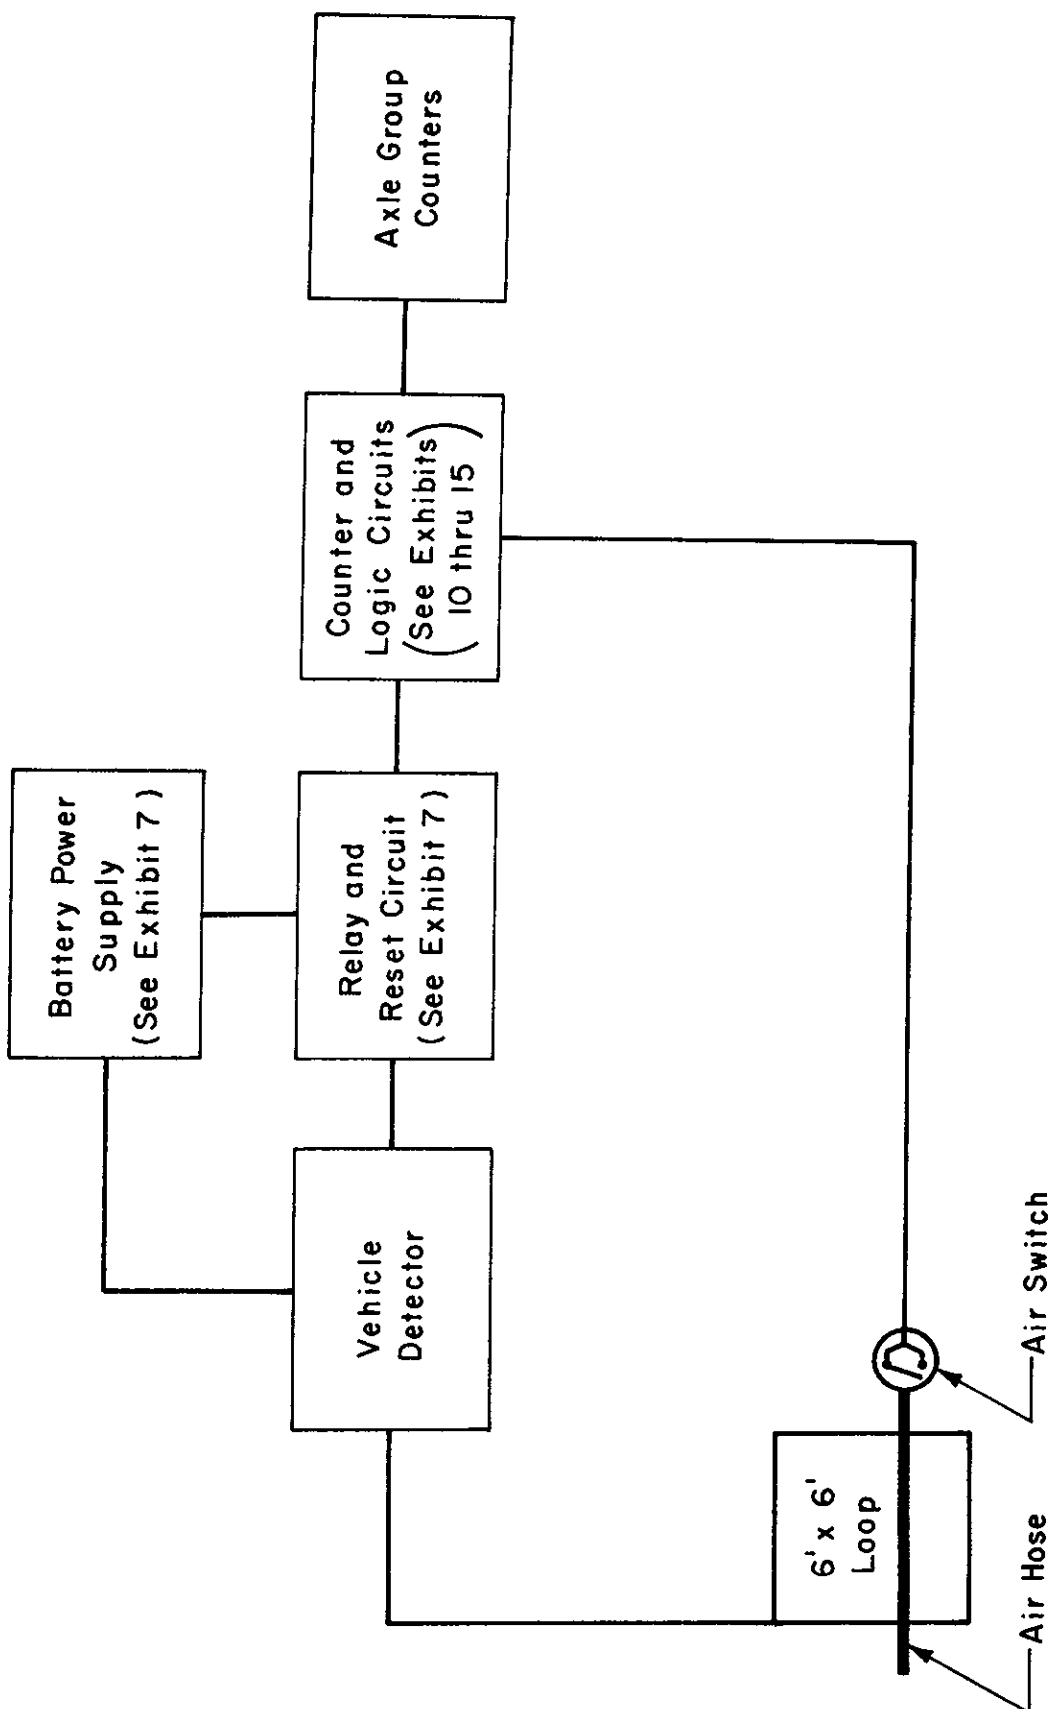 Battery Power
Supply
(See Exhibit 7)
Vehicle
Detector
Relay and
Reset Circuit
(See Exhibit 7)
Counter and
Logic Circuits
(See Exhibits
10 thru 15)
Axle Group
Counters
6' x 6'
Loop
Air Hose
Air Switch